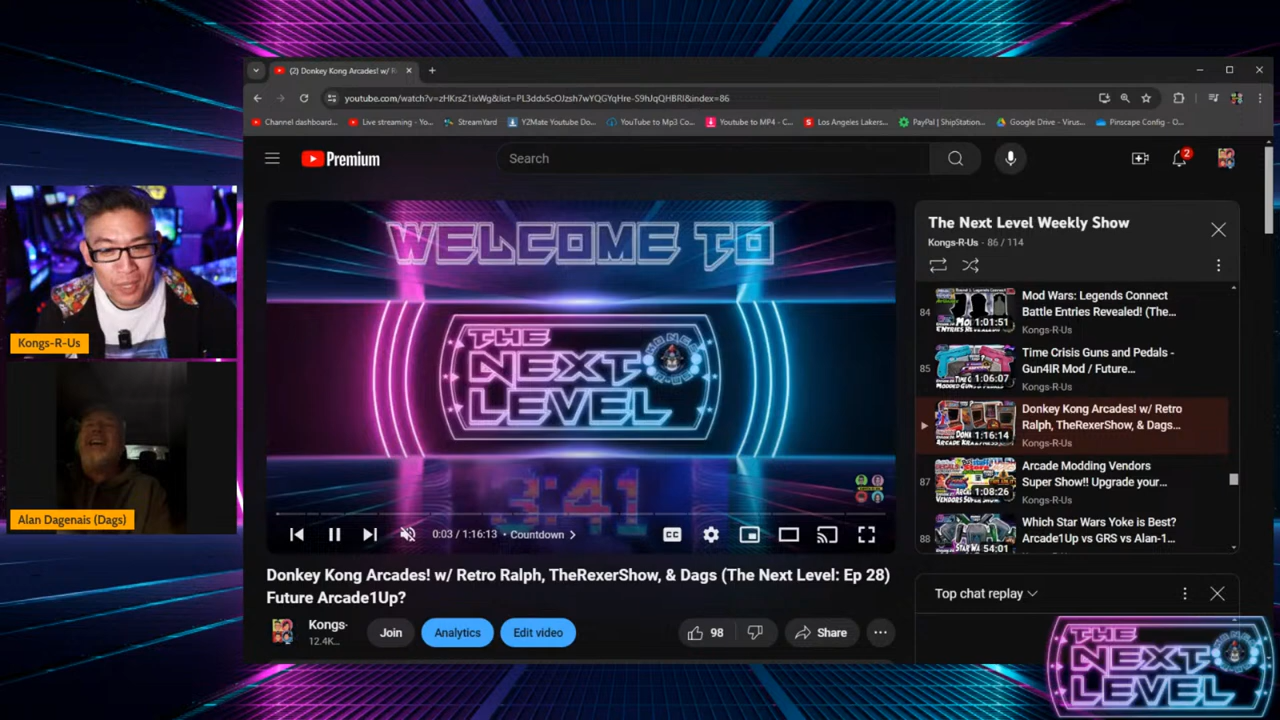 (2) Donkey Kong Arcades! w/ R
youtube.com/watch?v=zHKrsZ1ixWg&list=PL3ddx5cOJzsh7wYQGYqHre-S9hJqQHBRl&index=86
Channel dashboard...
Live streaming - Yo...
StreamYard
Y2Mate Youtube Do...
YouTube to Mp3 Co...
Youtube to MP4 - C...
Los Angeles Lakers...
PayPal | ShipStation...
Google Drive - Virus...
Pinscape Config - O...
Premium
Search
2
WELCOME TO
THE
NEXT
LEVEL
3:41
0:03 / 1:16:13 • Countdown
CC
Donkey Kong Arcades! w/ Retro Ralph, TheRexerShow, & Dags (The Next Level: Ep 28)
Future Arcade1Up?
Kongs-
12.4K...
Join
Analytics
Edit video
98
Share
The Next Level Weekly Show
Kongs-R-Us - 86 / 114
84
1:01:51
Mod Wars: Legends Connect
Battle Entries Revealed! (The...
Kongs-R-Us
85
1:06:07
Time Crisis Guns and Pedals -
Gun4IR Mod / Future...
Kongs-R-Us
1:16:14
Donkey Kong Arcades! w/ Retro
Ralph, TheRexerShow, & Dags...
Kongs-R-Us
87
1:08:26
Arcade Modding Vendors
Super Show!! Upgrade your...
Kongs-R-Us
88
54:01
Which Star Wars Yoke is Best?
Arcade1Up vs GRS vs Alan-1...
Top chat replay
Kongs-R-Us
Alan Dagenais (Dags)
THE
NEXT
LEVEL